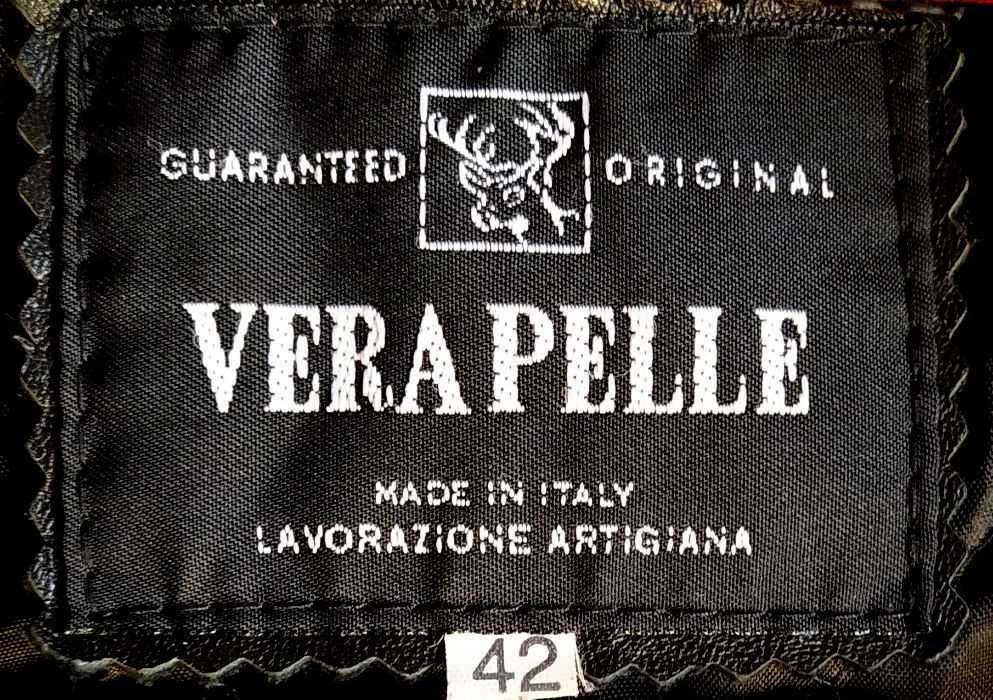 GUARANTEED ORIGINAL
VERA PELLE
MADE IN ITALY
LAVORAZIONE ARTIGIANA
42